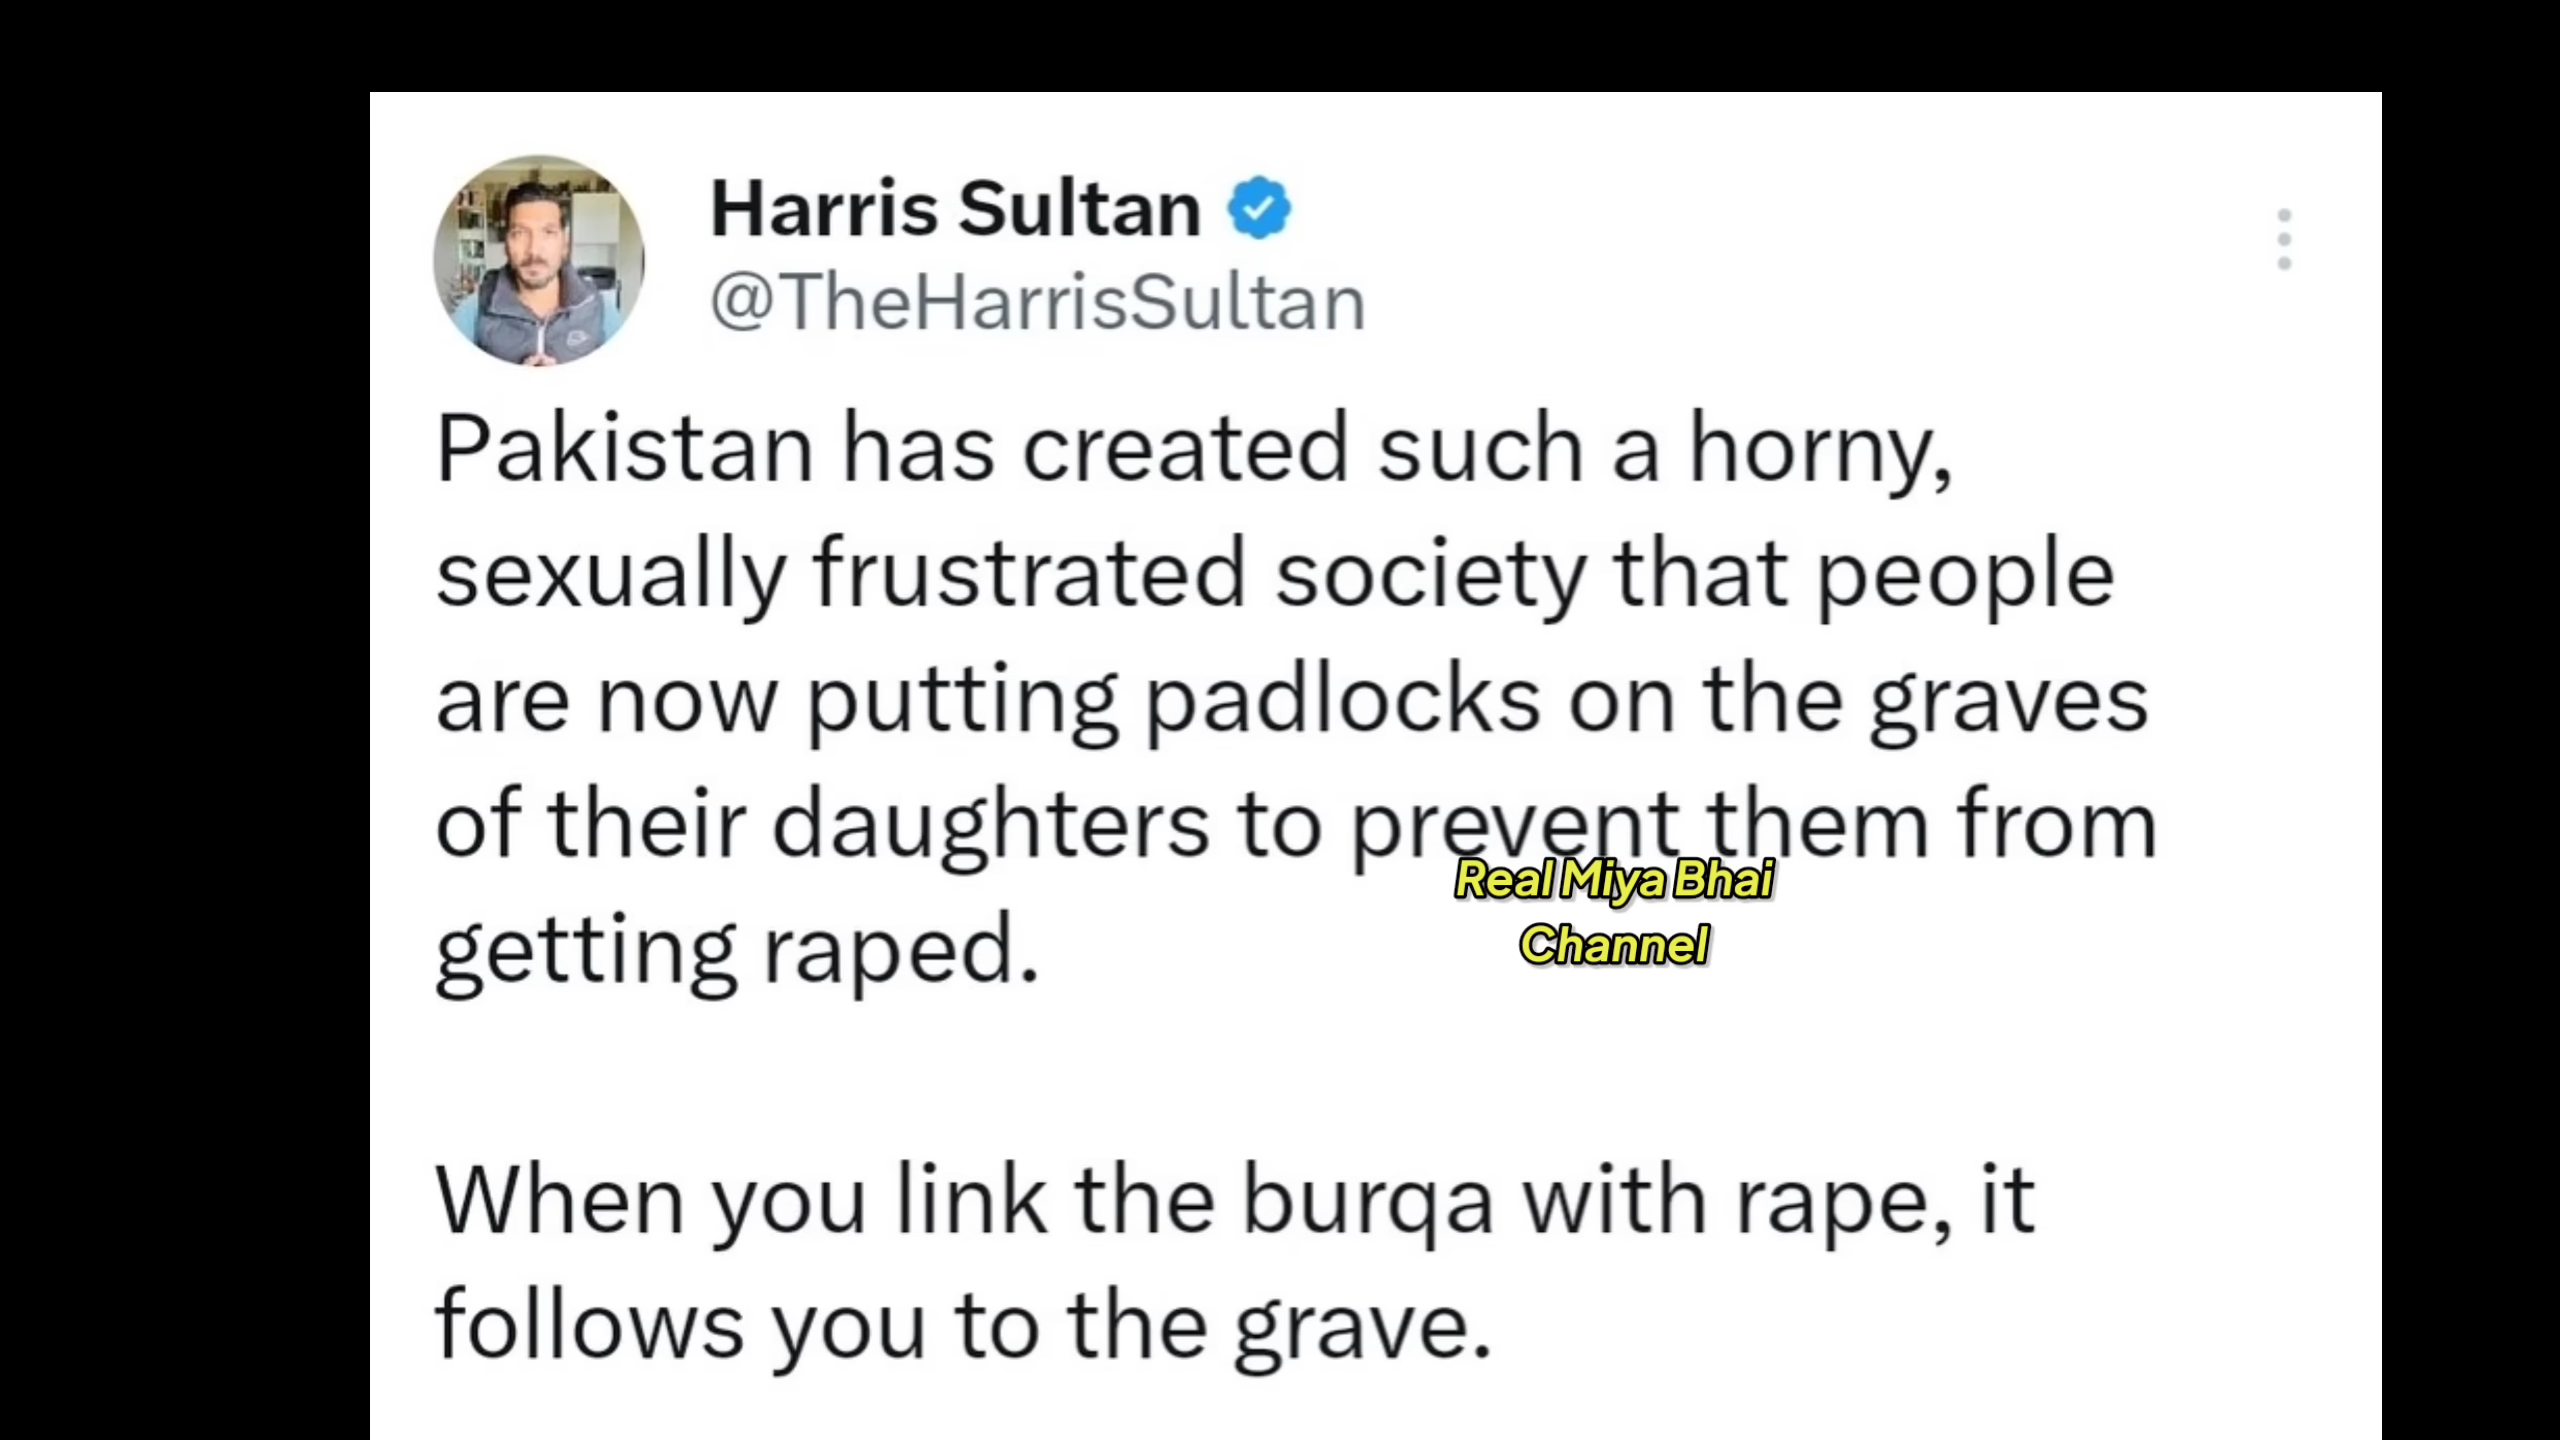 Harris Sultan
@TheHarrisSultan
Pakistan has created such a horny,
sexually frustrated society that people
are now putting padlocks on the graves
of their daughters to prevent them from
getting raped.
Real Miya Bhai
Channel
When you link the burqa with rape, it
follows you to the grave.